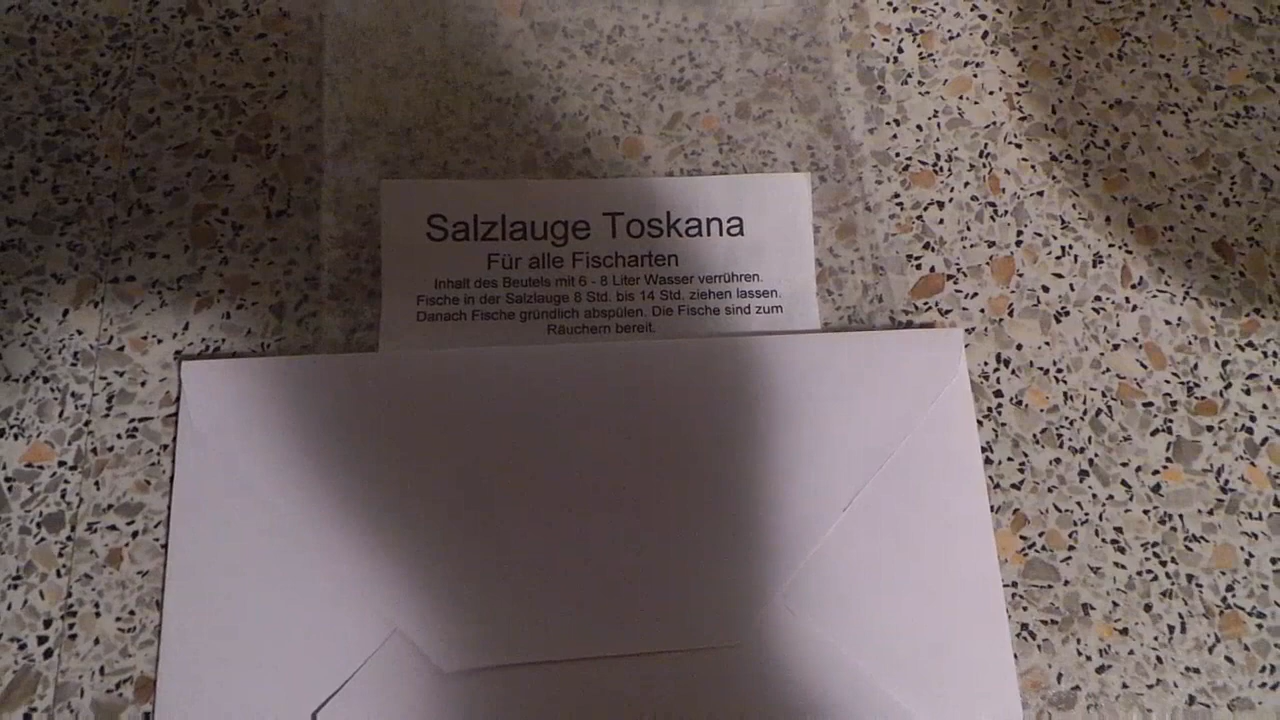 Salzlauge Toskana
Für alle Fischarten
Inhalt des Beutels mit 6 - 8 Liter Wasser verrühren.
Fische in der Salzlauge 8 Std. bis 14 Std. ziehen lassen.
Danach Fische gründlich abspülen. Die Fische sind zum
Räuchern bereit.